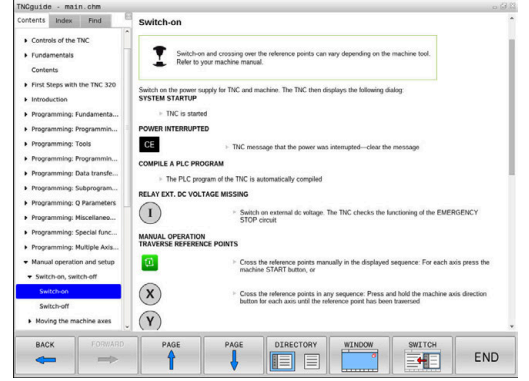 TNCguide - main.chm
Contents Index Find
Controls of the TNC
Fundamentals
Contents
First Steps with the TNC 320
Introduction
Programming: Fundamenta...
Programming: Programmin...
Programming: Tools
Programming: Programmin...
Programming: Data transfe...
Programming: Subprogram...
Programming: Q Parameters
Programming: Miscellaneo...
Programming: Special func...
Programming: Multiple Axis...
Manual operation and setup
Switch-on, switch-off
Switch-on
Switch-off
Moving the machine axes
Switch-on
Switch-on and crossing over the reference points can vary depending on the machine tool.
Refer to your machine manual.
Switch on the power supply for TNC and machine. The TNC then displays the following dialog:
SYSTEM STARTUP
TNC is started
POWER INTERRUPTED
CE
TNC message that the power was interrupted—clear the message
COMPILE A PLC PROGRAM
The PLC program of the TNC is automatically compiled
RELAY EXT. DC VOLTAGE MISSING
I
Switch on external dc voltage. The TNC checks the functioning of the EMERGENCY
STOP circuit
MANUAL OPERATION
TRAVERSE REFERENCE POINTS
Cross the reference points manually in the displayed sequence: For each axis press the
machine START button, or
X
Cross the reference points in any sequence: Press and hold the machine axis direction
button for each axis until the reference point has been traversed
Y
BACK
FORWARD
PAGE
PAGE
DIRECTORY
WINDOW
SWITCH
END